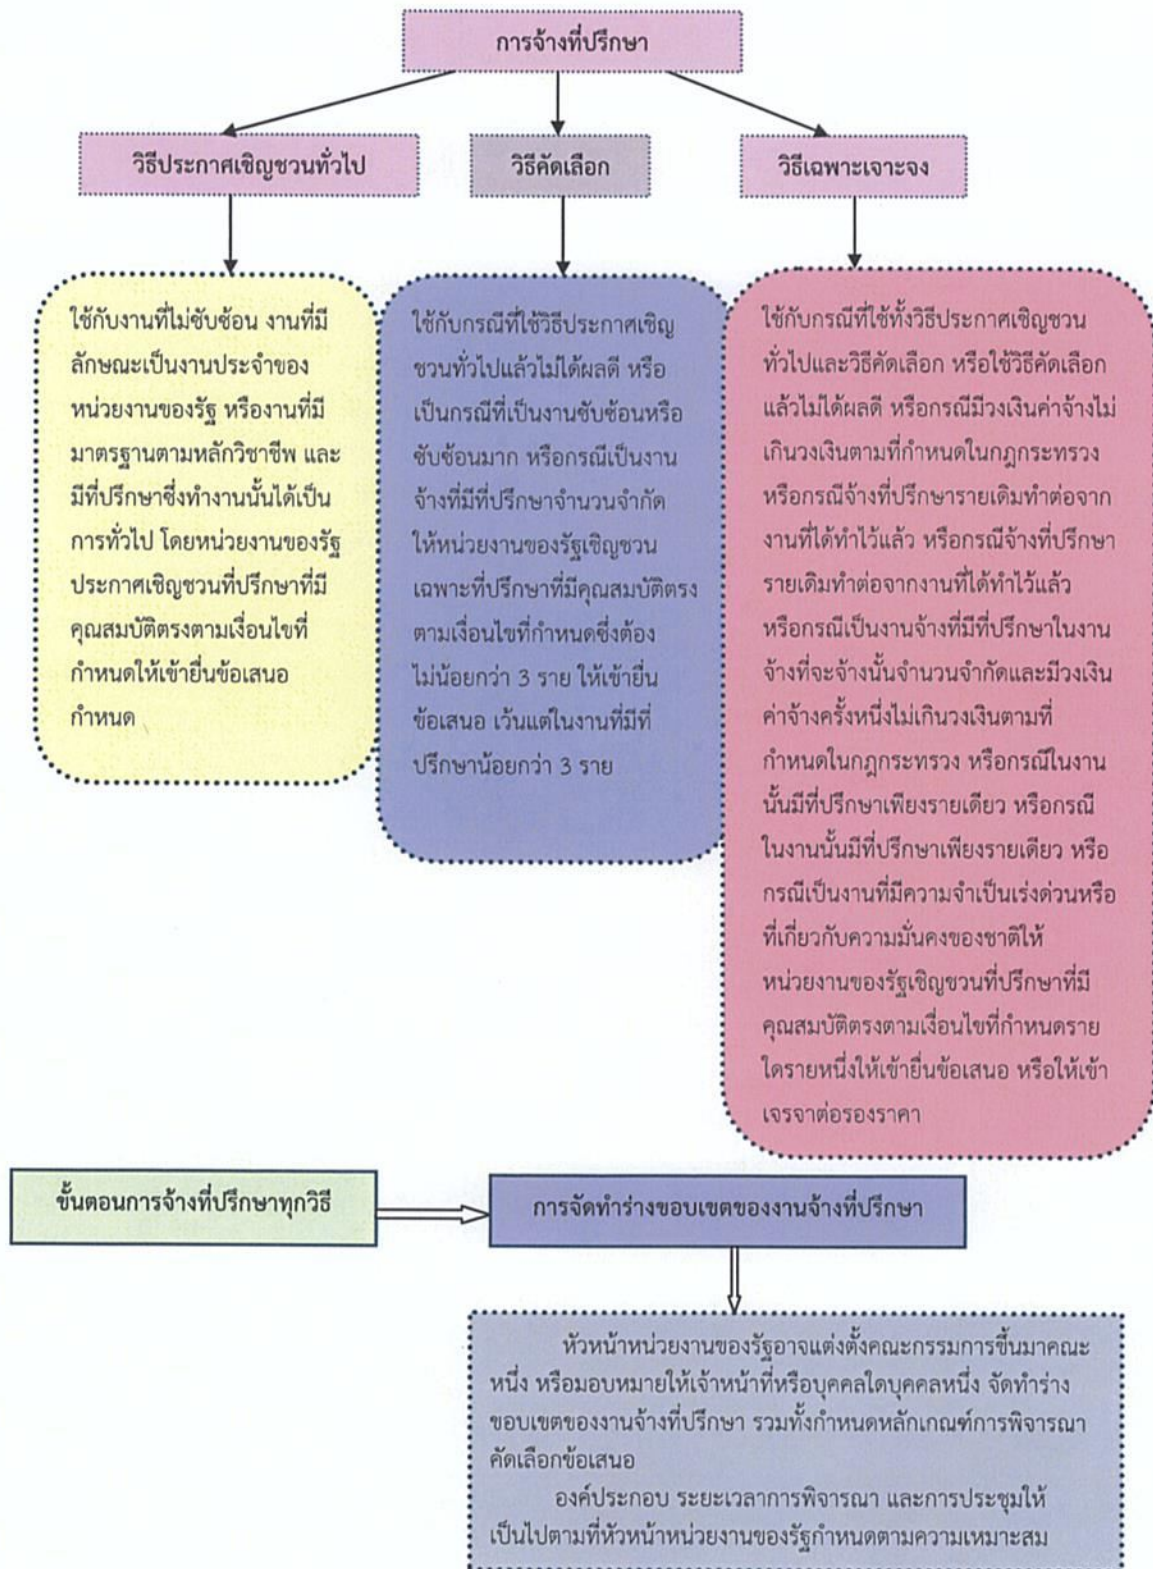 การจ้างที่ปรึกษา
วิธีประกาศเชิญชวนทั่วไป
วิธีคัดเลือก
วิธีเฉพาะเจาะจง
ใช้กับงานที่ไม่ซับซ้อน งานที่มี
ลักษณะเป็นงานประจำของ
หน่วยงานของรัฐ หรืองานที่มี
มาตรฐานตามหลักวิชาชีพ และ
มีที่ปรึกษาซึ่งทำงานนั้นได้เป็น
การทั่วไป โดยหน่วยงานของรัฐ
ประกาศเชิญชวนที่ปรึกษาที่มี
คุณสมบัติตรงตามเงื่อนไขที่
กำหนดให้เข้ายื่นข้อเสนอ
กำหนด
ใช้กับกรณีที่ใช้วิธีประกาศเชิญ
ชวนทั่วไปแล้วไม่ได้ผลดี หรือ
เป็นกรณีที่เป็นงานซับซ้อนหรือ
ซับซ้อนมาก หรือกรณีเป็นงาน
จ้างที่มีที่ปรึกษาจำนวนจำกัด
ให้หน่วยงานของรัฐเชิญชวน
เฉพาะที่ปรึกษาที่มีคุณสมบัติตรง
ตามเงื่อนไขที่กำหนดซึ่งต้อง
ไม่น้อยกว่า 3 ราย ให้เข้ายื่น
ข้อเสนอ เว้นแต่ในงานที่มีที่
ปรึกษาน้อยกว่า 3 ราย
ใช้กับกรณีที่ใช้ทั้งวิธีประกาศเชิญชวน
ทั่วไปและวิธีคัดเลือก หรือใช้วิธีคัดเลือก
แล้วไม่ได้ผลดี หรือกรณีมีวงเงินค่าจ้างไม่
เกินวงเงินตามที่กำหนดในกฎกระทรวง
หรือกรณีจ้างที่ปรึกษารายเดิมทำต่อจาก
งานที่ได้ทำไว้แล้ว หรือกรณีจ้างที่ปรึกษา
รายเดิมทำต่อจากงานที่ได้ทำไว้แล้ว
หรือกรณีเป็นงานจ้างที่มีที่ปรึกษาในงาน
จ้างที่จะจ้างนั้นจำนวนจำกัดและมีวงเงิน
ค่าจ้างครั้งหนึ่งไม่เกินวงเงินตามที่
กำหนดในกฎกระทรวง หรือกรณีในงาน
นั้นมีที่ปรึกษาเพียงรายเดียว หรือกรณี
ในงานนั้นมีที่ปรึกษาเพียงรายเดียว หรือ
กรณีเป็นงานที่มีความจำเป็นเร่งด่วนหรือ
ที่เกี่ยวกับความมั่นคงของชาติให้
หน่วยงานของรัฐเชิญชวนที่ปรึกษาที่มี
คุณสมบัติตรงตามเงื่อนไขที่กำหนดราย
ใดรายหนึ่งให้เข้ายื่นข้อเสนอ หรือให้เข้า
เจรจาต่อรองราคา
ขั้นตอนการจ้างที่ปรึกษาทุกวิธี
การจัดทำร่างขอบเขตของงานจ้างที่ปรึกษา
หัวหน้าหน่วยงานของรัฐอาจแต่งตั้งคณะกรรมการขึ้นมาคณะ
หนึ่ง หรือมอบหมายให้เจ้าหน้าที่หรือบุคคลใดบุคคลหนึ่ง จัดทำร่าง
ขอบเขตของงานจ้างที่ปรึกษา รวมทั้งกำหนดหลักเกณฑ์การพิจารณา
คัดเลือกข้อเสนอ
องค์ประกอบ ระยะเวลาการพิจารณา และการประชุมให้
เป็นไปตามที่หัวหน้าหน่วยงานของรัฐกำหนดตามความเหมาะสม